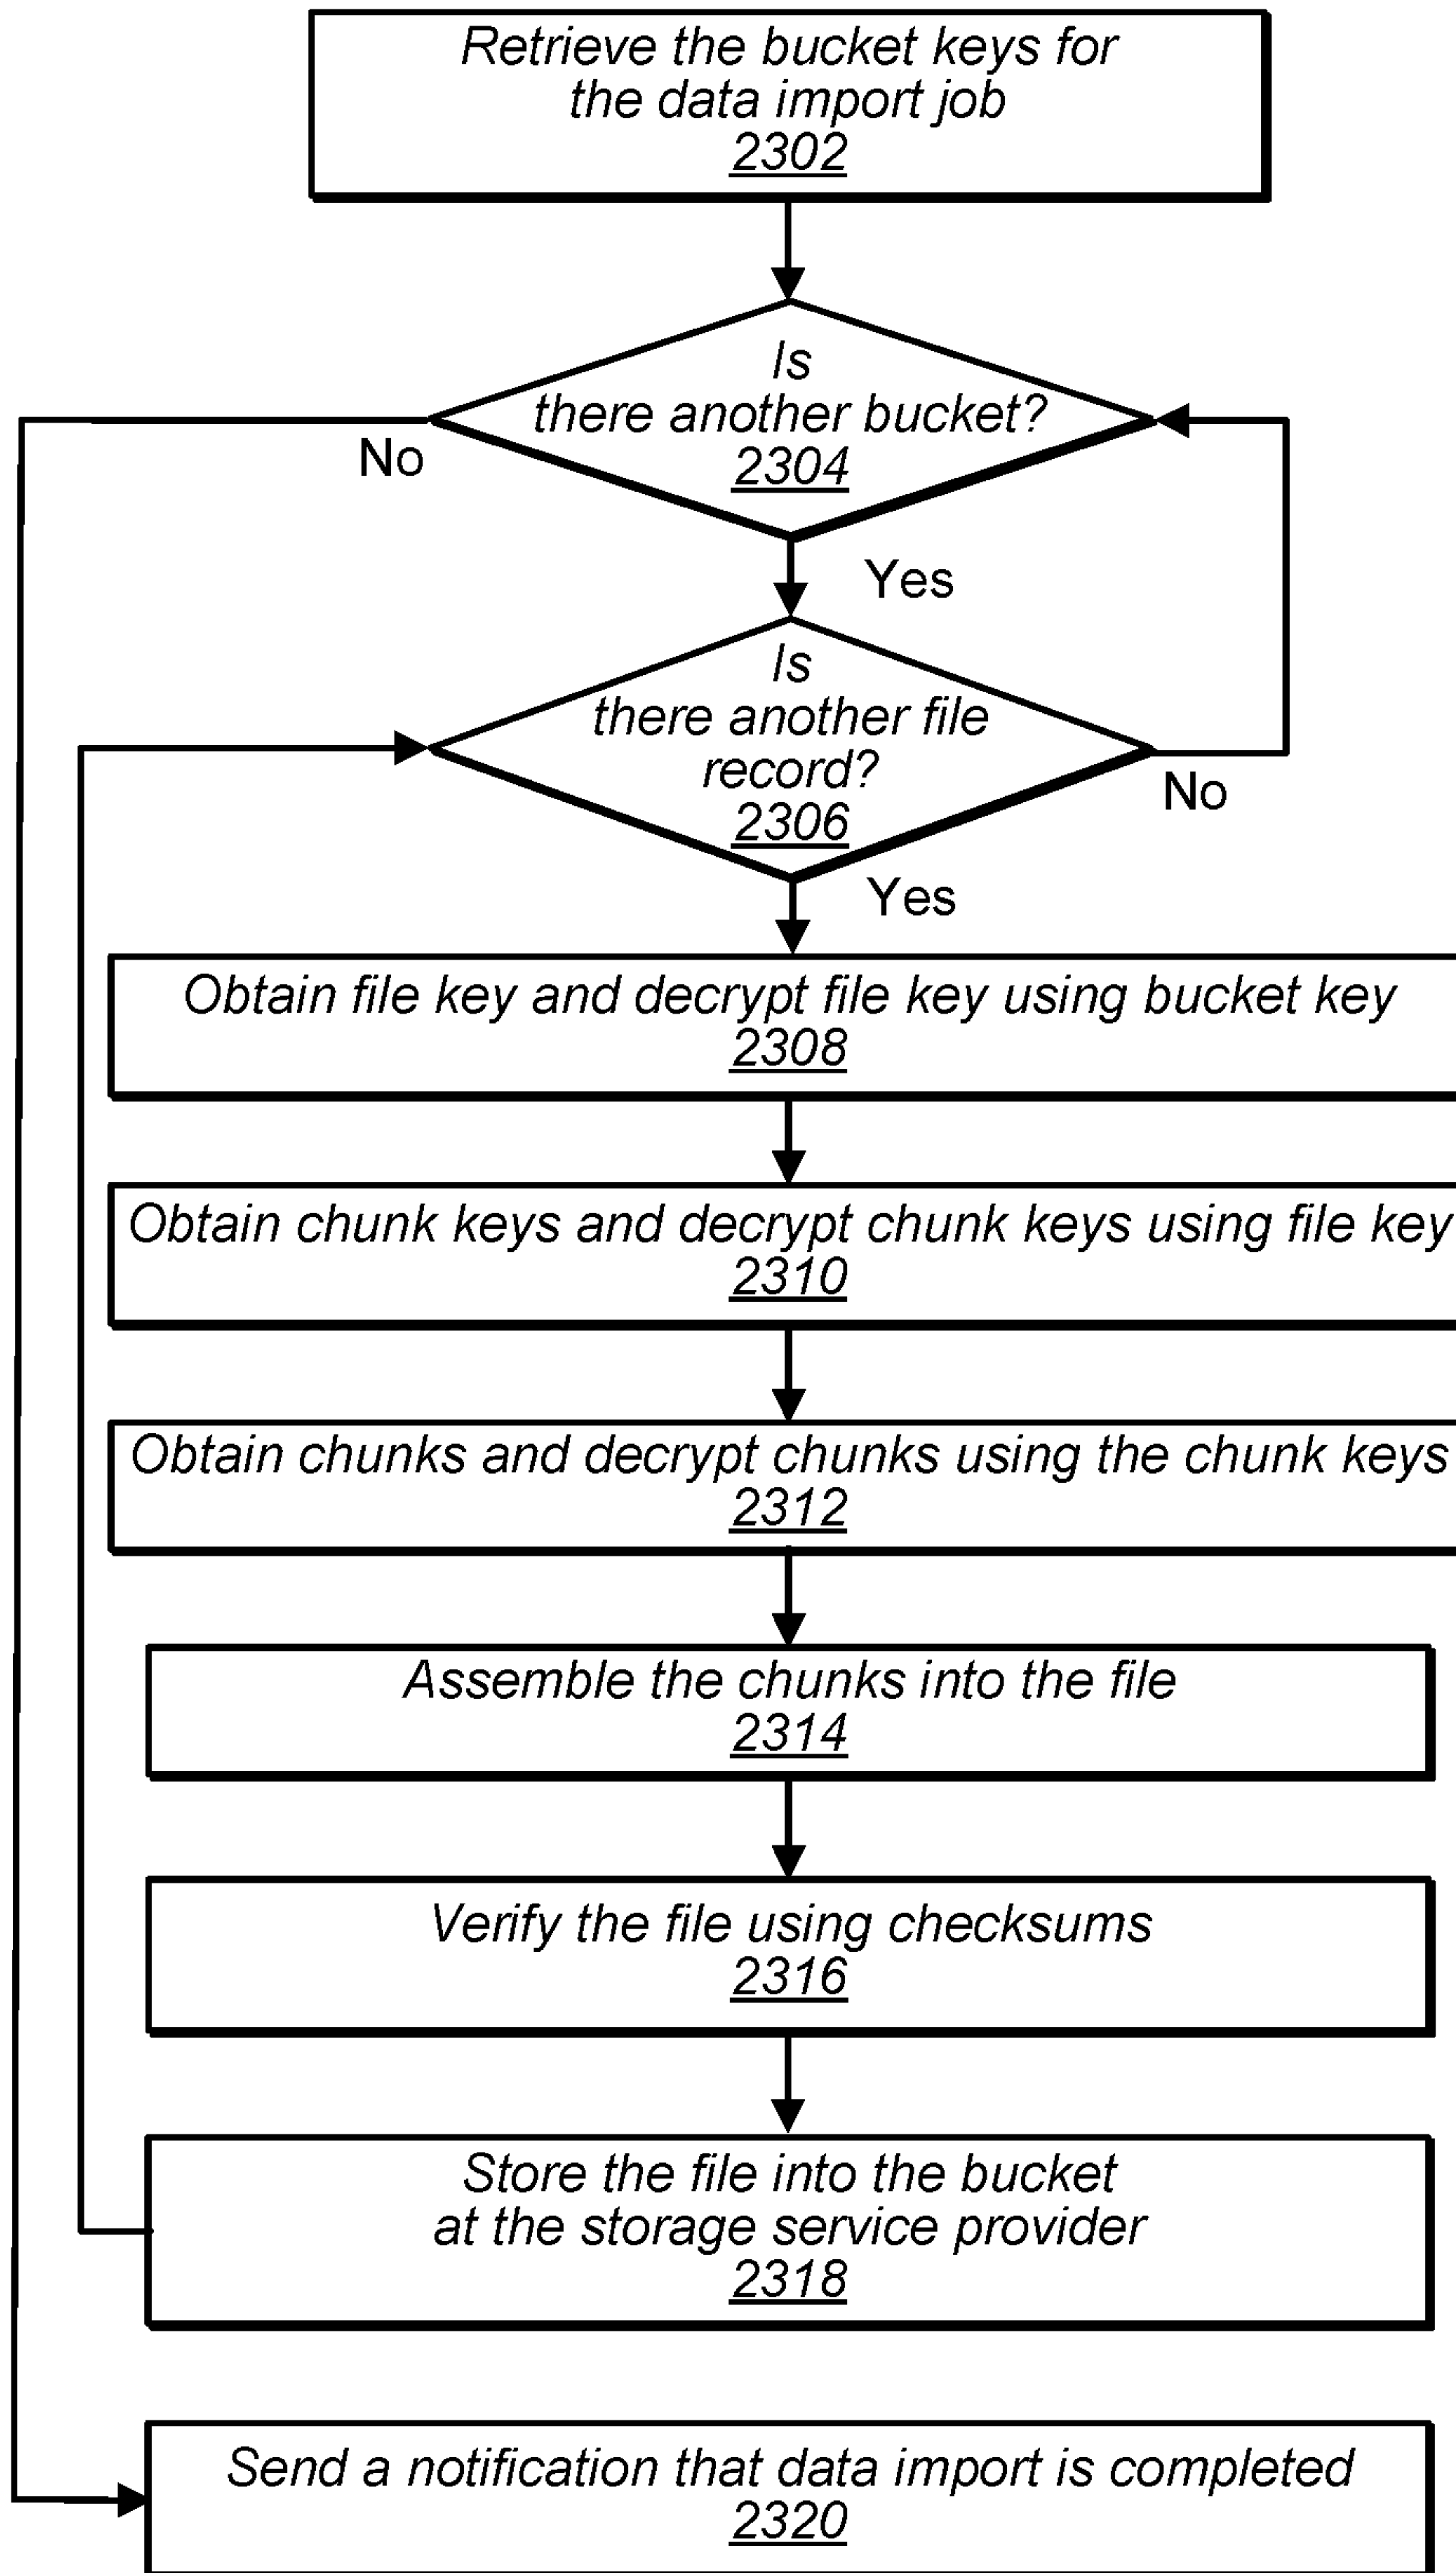 Retrieve the bucket keys for
the data import job
2302
Is
there another bucket?
2304
No
Yes
Is
there another file
record?
2306
No
Yes
Obtain file key and decrypt file key using bucket key
2308
Obtain chunk keys and decrypt chunk keys using file key
2310
Obtain chunks and decrypt chunks using the chunk keys
2312
Assemble the chunks into the file
2314
Verify the file using checksums
2316
Store the file into the bucket
at the storage service provider
2318
Send a notification that data import is completed
2320